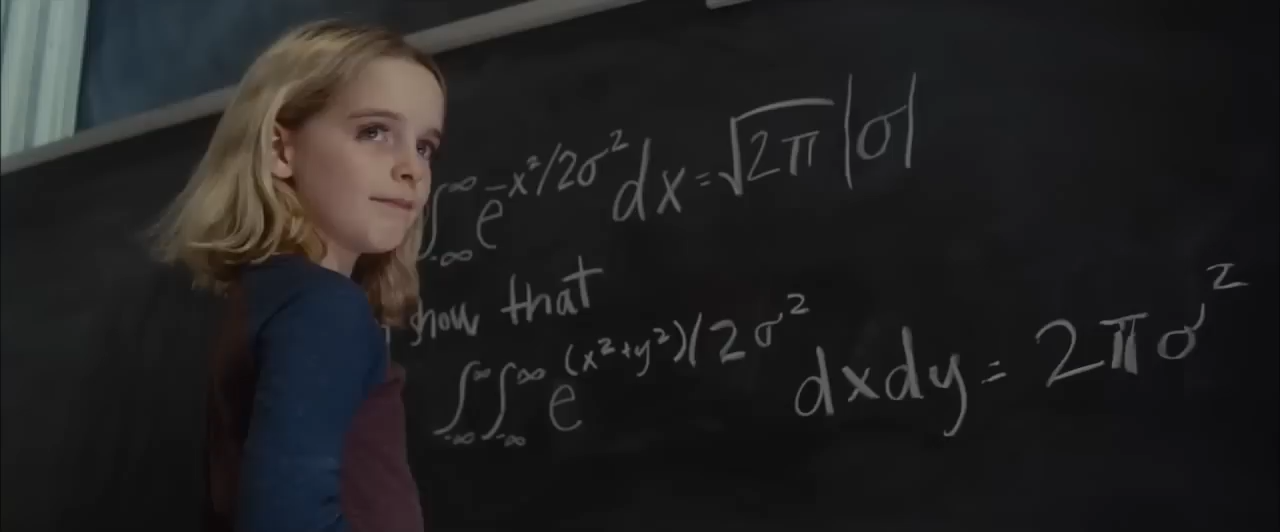 ∫_{-∞}^{∞} e^{-x²/2σ²} dx = √2π |σ|
show that
∫_{-∞}^{∞} ∫_{-∞}^{∞} e^{(x²+y²)/2σ²} dxdy = 2πσ²